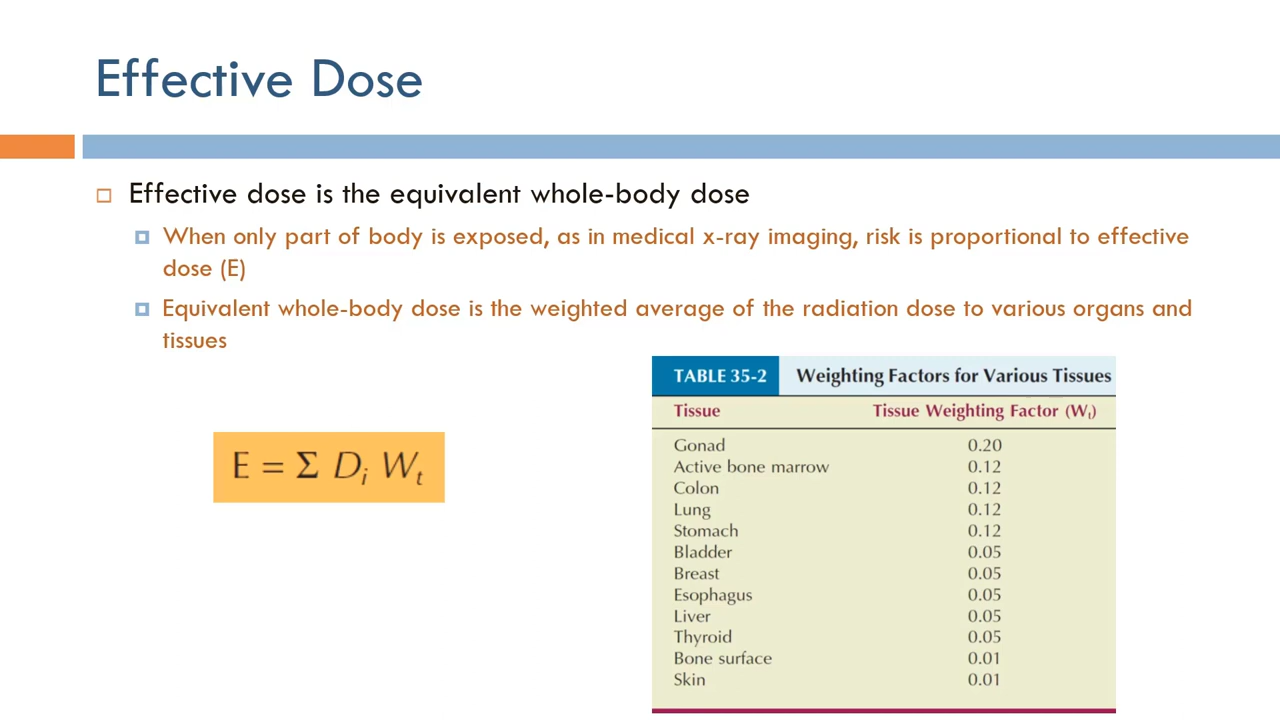 Effective Dose
Effective dose is the equivalent whole-body dose
When only part of body is exposed, as in medical x-ray imaging, risk is proportional to effective
dose (E)
Equivalent whole-body dose is the weighted average of the radiation dose to various organs and
tissues
E = Σ Di Wt
TABLE 35-2 Weighting Factors for Various Tissues
Tissue Tissue Weighting Factor (Wt)
Gonad 0.20
Active bone marrow 0.12
Colon 0.12
Lung 0.12
Stomach 0.12
Bladder 0.05
Breast 0.05
Esophagus 0.05
Liver 0.05
Thyroid 0.05
Bone surface 0.01
Skin 0.01